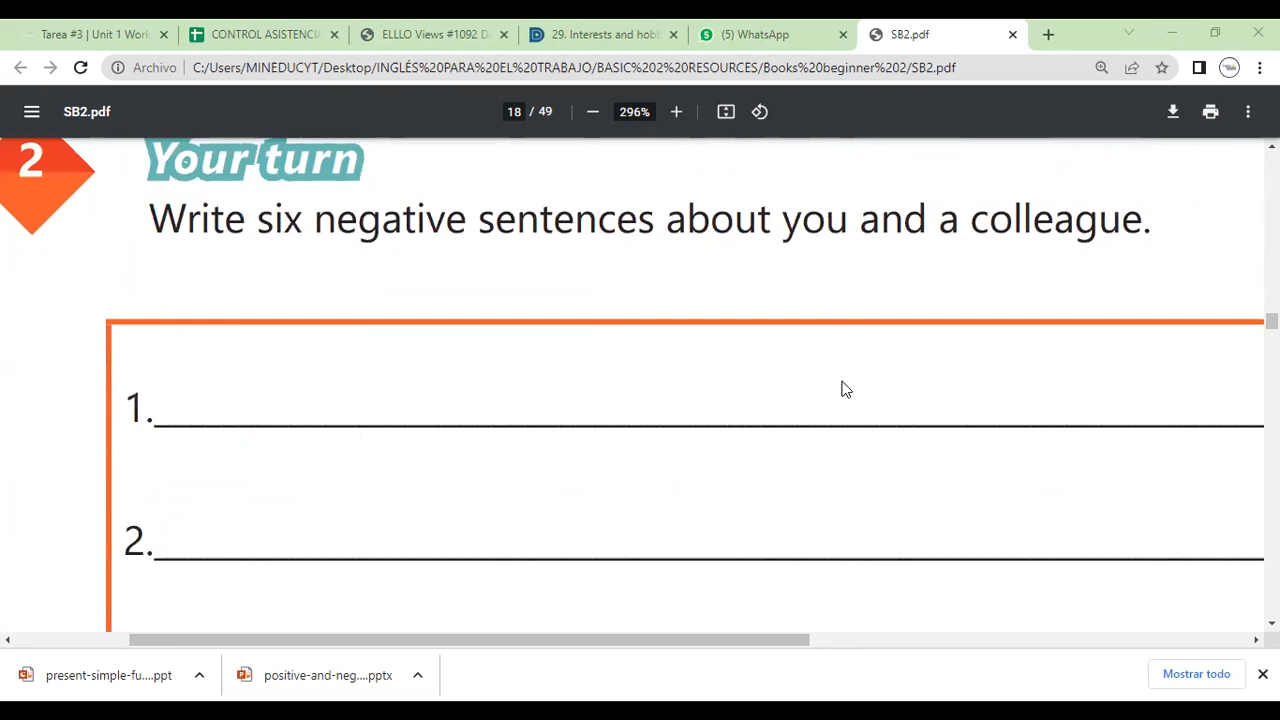 Tarea #3 | Unit 1 Work
CONTROL ASISTENCIA
ELLLO Views #1092 D
29. Interests and hobb
(5) WhatsApp
SB2.pdf
Archivo
C:/Users/MINEDUCYT/Desktop/INGLÉS%20PARA%20EL%20TRABAJO/BASIC%202%20RESOURCES/Books%20beginner%202/SB2.pdf
SB2.pdf
18 / 49
296%
2
Your turn
Write six negative sentences about you and a colleague.
1.
2.
present-simple-fu....ppt
positive-and-neg....pptx
Mostrar todo